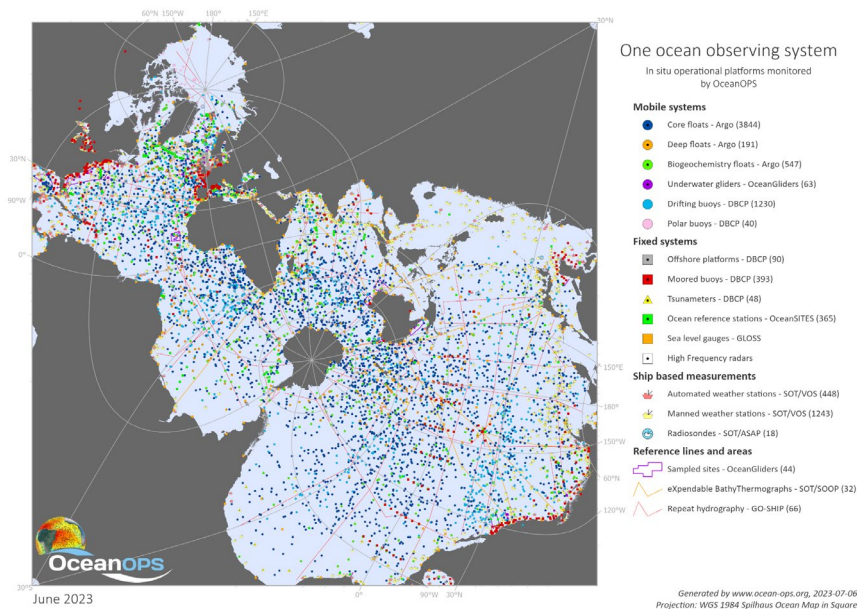 60°N 150°W 180° 150°E
30°N
30°N
90°W
0°
150°E
180°
150°W
60°N
120°W
30°S
0° 90°W 30°N
One ocean observing system
In situ operational platforms monitored
by OceanOPS
Mobile systems
Core floats - Argo (3844)
Deep floats - Argo (191)
Biogeochemistry floats - Argo (547)
Underwater gliders - OceanGliders (63)
Drifting buoys - DBCP (1230)
Polar buoys - DBCP (40)
Fixed systems
Offshore platforms - DBCP (90)
Moored buoys - DBCP (393)
Tsunameters - DBCP (48)
Ocean reference stations - OceanSITES (365)
Sea level gauges - GLOSS
High Frequency radars
Ship based measurements
Automated weather stations - SOT/VOS (448)
Manned weather stations - SOT/VOS (1243)
Radiosondes - SOT/ASAP (18)
Reference lines and areas
Sampled sites - OceanGliders (44)
eXpendable BathyThermographs - SOT/SOOP (32)
Repeat hydrography - GO-SHIP (66)
OceanOPS
June 2023
Generated by www.ocean-ops.org, 2023-07-06
Projection: WGS 1984 Spilhaus Ocean Map in Square